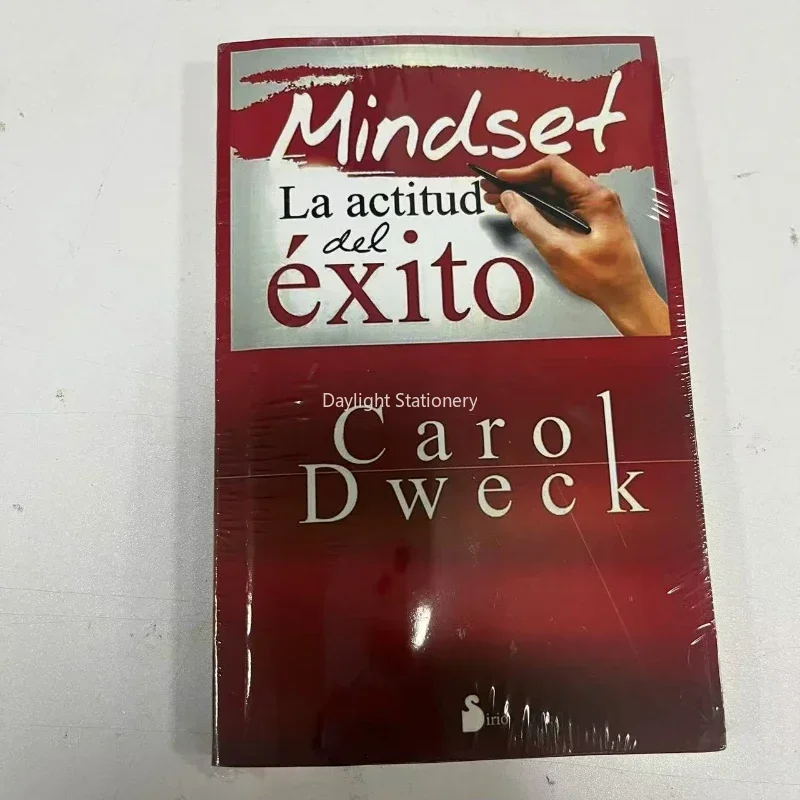 Mindset
La actitud
del
éxito
Daylight Stationery
Carol
Dweck
Sirio